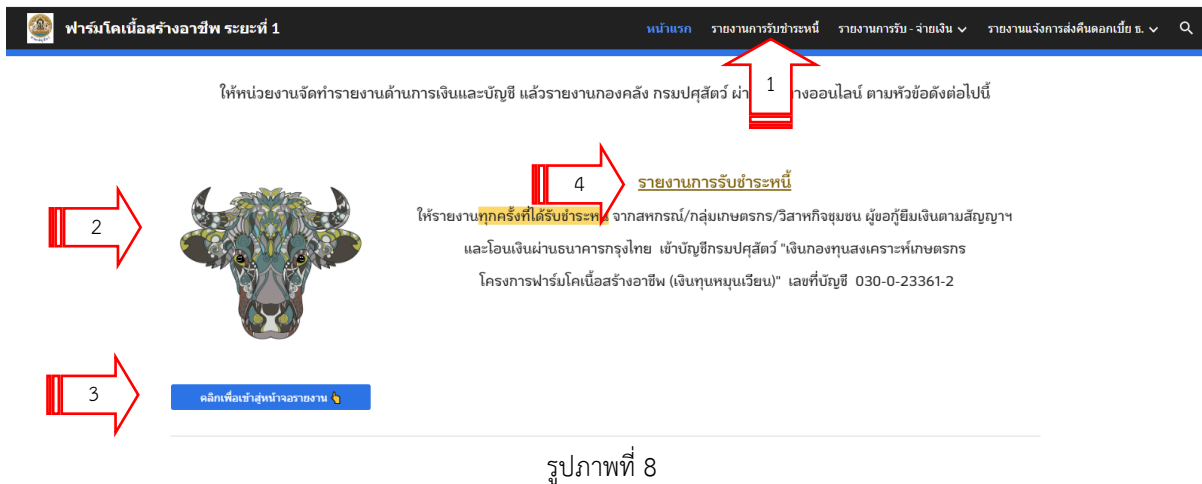 ฟาร์มโคเนื้อสร้างอาชีพ ระยะที่ 1
หน้าแรก รายงานการรับชำระหนี้ รายงานการรับ - จ่ายเงิน รายงานแจ้งการส่งคืนดอกเบี้ย ธ.
1
ให้หน่วยงานจัดทำรายงานด้านการเงินและบัญชี แล้วรายงานกองคลัง กรมปศุสัตว์ ผ่า างออนไลน์ ตามหัวข้อดังต่อไปนี้
4 รายงานการรับชำระหนี้
2
ให้รายงานทุกครั้งที่ได้รับชำระหนี้ จากสหกรณ์/กลุ่มเกษตรกร/วิสาหกิจชุมชน ผู้ขอกู้ยืมเงินตามสัญญาฯ
และโอนเงินผ่านธนาคารกรุงไทย เข้าบัญชีกรมปศุสัตว์ "เงินกองทุนสงเคราะห์เกษตรกร
โครงการฟาร์มโคเนื้อสร้างอาชีพ (เงินทุนหมุนเวียน)" เลขที่บัญชี 030-0-23361-2
3 คลิกเพื่อเข้าสู่หน้าจอรายงาน 👆
รูปภาพที่ 8